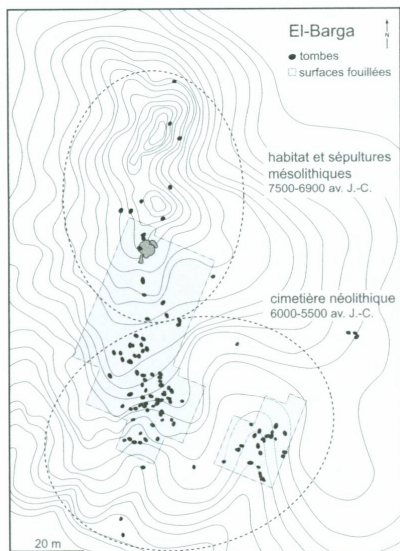 El-Barga
N
tombes
surfaces fouillées
habitat et sépultures
mésolithiques
7500-6900 av. J.-C.
cimetière néolithique
6000-5500 av. J.-C.
20 m